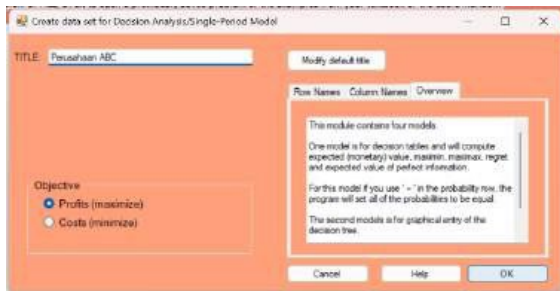 Create data set for Decision Analysis/Single-Period Model
TITLE: Perusahaan ABC
Modify default title
Row Names Column Names Overview
This module contains four models.
One model is for decision tables and will compute
expected (monetary) value, maximin, maximax, regret
and expected value of perfect information.
For this model if you use ' = ' in the probability row, the
program will set all of the probabilities to be equal
The second models is for graphical entry of the
decision tree.
Objective
Profits (maximize)
Costs (minimize)
Cancel
Help
OK